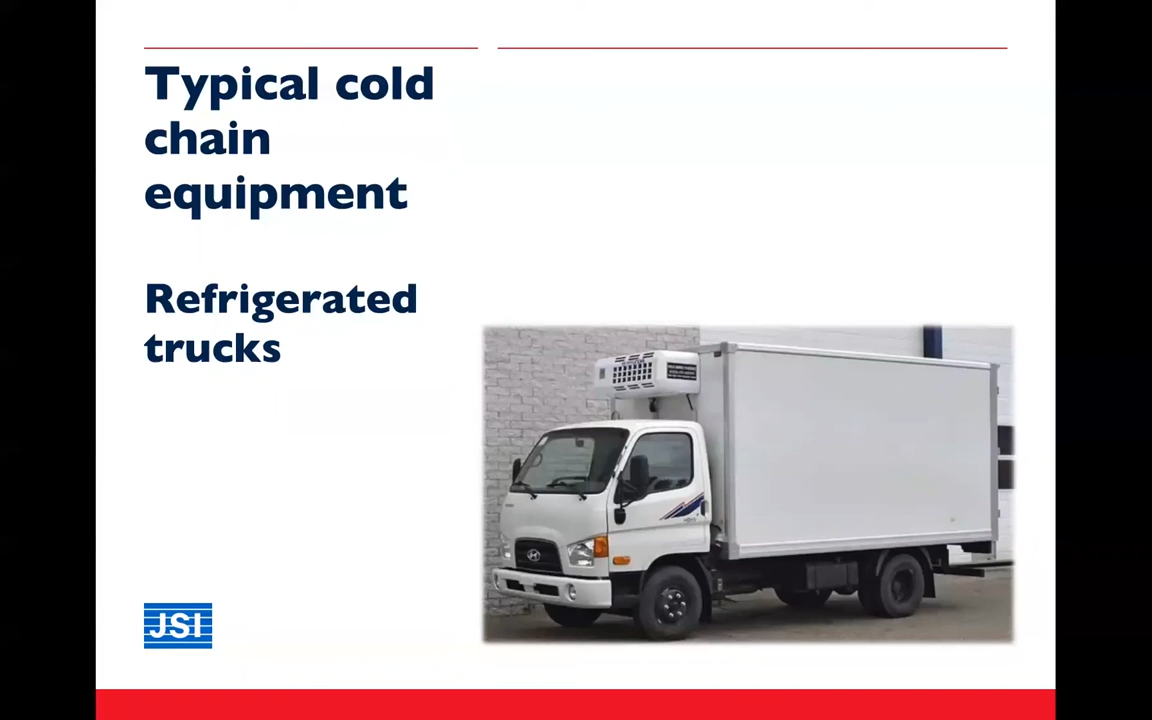 Typical cold
chain
equipment
Refrigerated
trucks
JSI